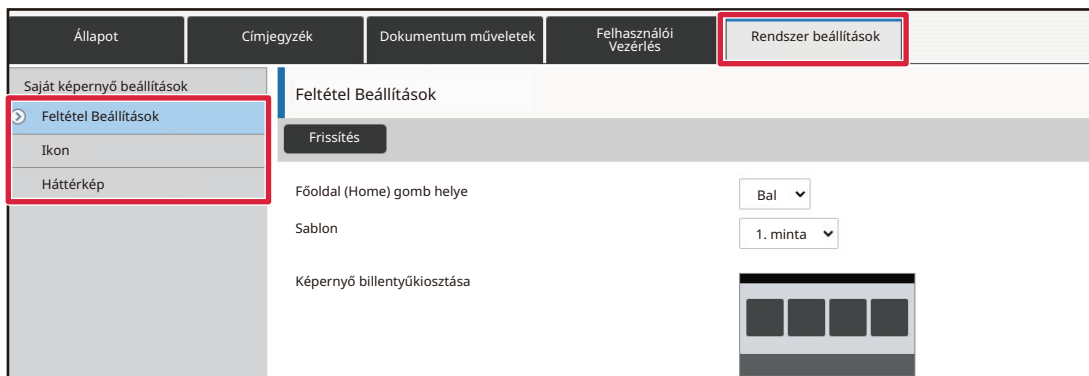 Állapot
Címjegyzék
Dokumentum műveletek
Felhasználói
Vezérlés
Rendszer beállítások
Saját képernyő beállítások
Feltétel Beállítások
Ikon
Háttérkép
Feltétel Beállítások
Frissítés
Főoldal (Home) gomb helye
Bal
Sablon
1. minta
Képernyő billentyűkiosztása